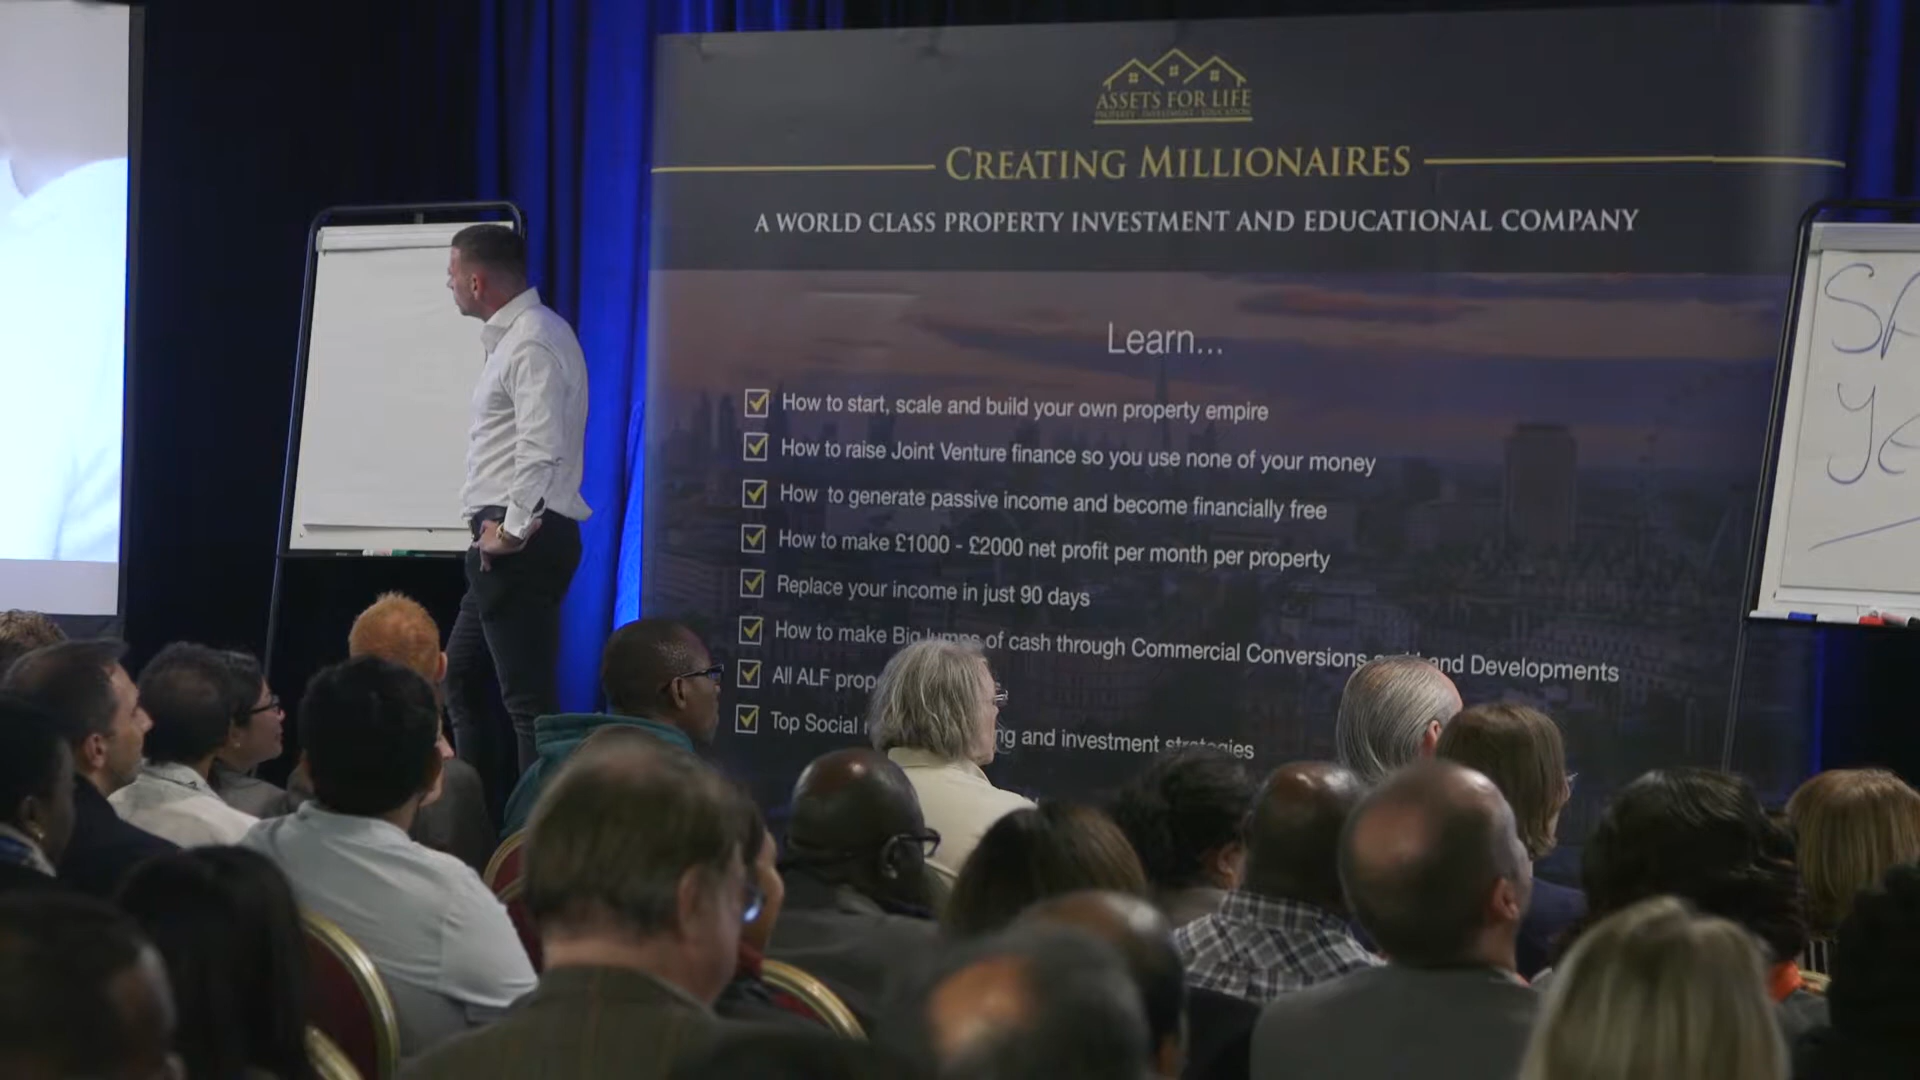 ASSETS FOR LIFE
PROPERTY · INVESTMENT · EDUCATION
CREATING MILLIONAIRES
A WORLD CLASS PROPERTY INVESTMENT AND EDUCATIONAL COMPANY
Learn...
How to start, scale and build your own property empire
How to raise Joint Venture finance so you use none of your money
How to generate passive income and become financially free
How to make £1000 - £2000 net profit per month per property
Replace your income in just 90 days
How to make Big lumps of cash through Commercial Conversions and Developments
All ALF
Top Social and investment strategies